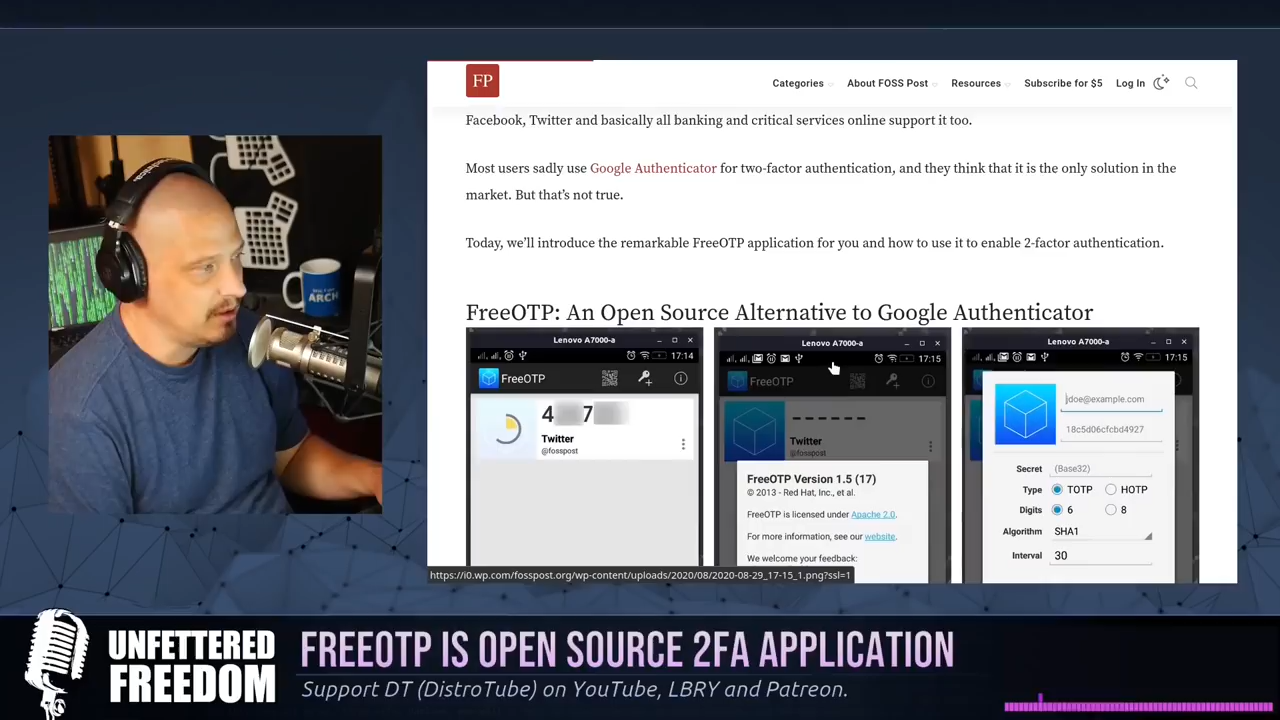 FP
Categories
About FOSS Post
Resources
Subscribe for $5
Log In
Facebook, Twitter and basically all banking and critical services online support it too.
Most users sadly use Google Authenticator for two-factor authentication, and they think that it is the only solution in the
market. But that's not true.
Today, we'll introduce the remarkable FreeOTP application for you and how to use it to enable 2-factor authentication.
FreeOTP: An Open Source Alternative to Google Authenticator
Lenovo A7000-a
17:14
FreeOTP
4 7
Twitter
@fosspost
Lenovo A7000-a
17:15
FreeOTP
------
Twitter
@fosspost
FreeOTP Version 1.5 (17)
© 2013 - Red Hat, Inc., et al.
FreeOTP is licensed under Apache 2.0.
For more information, see our website.
We welcome your feedback:
Lenovo A7000-a
17:15
jdoe@example.com
18c5d06cfcbd4927
Secret (Base32)
Type TOTP HOTP
Digits 6 8
Algorithm SHA1
Interval 30
https://i0.wp.com/fosspost.org/wp-content/uploads/2020/08/2020-08-29_17-15_1.png?ssl=1
ARCH
UNFETTERED
FREEDOM
FREEOTP IS OPEN SOURCE 2FA APPLICATION
Support DT (DistroTube) on YouTube, LBRY and Patreon.